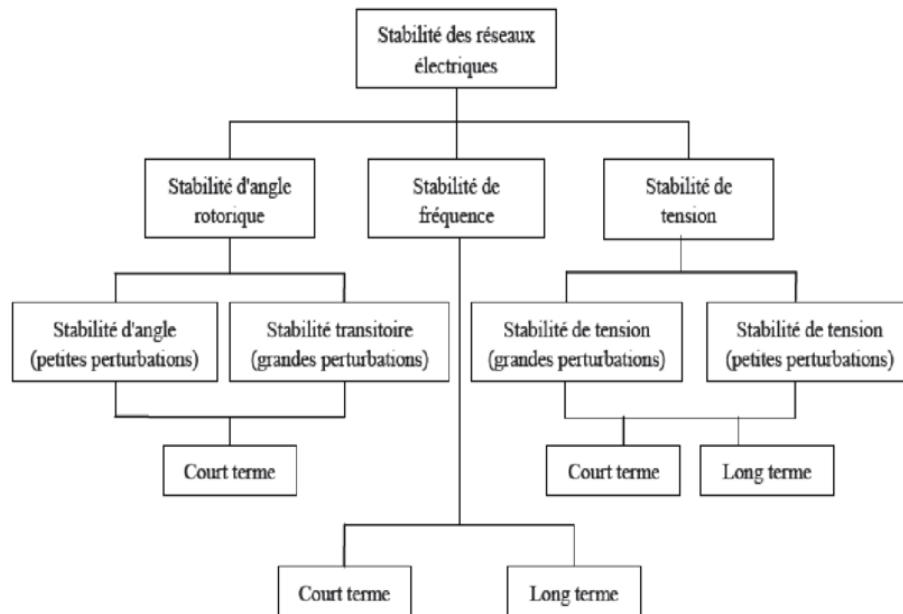 Stabilité des réseaux
électriques
Stabilité d'angle
rotorique
Stabilité de
fréquence
Stabilité de
tension
Stabilité d'angle
(petites perturbations)
Stabilité transitoire
(grandes perturbations)
Stabilité de tension
(grandes perturbations)
Stabilité de tension
(petites perturbations)
Court terme
Court terme
Long terme
Court terme
Long terme